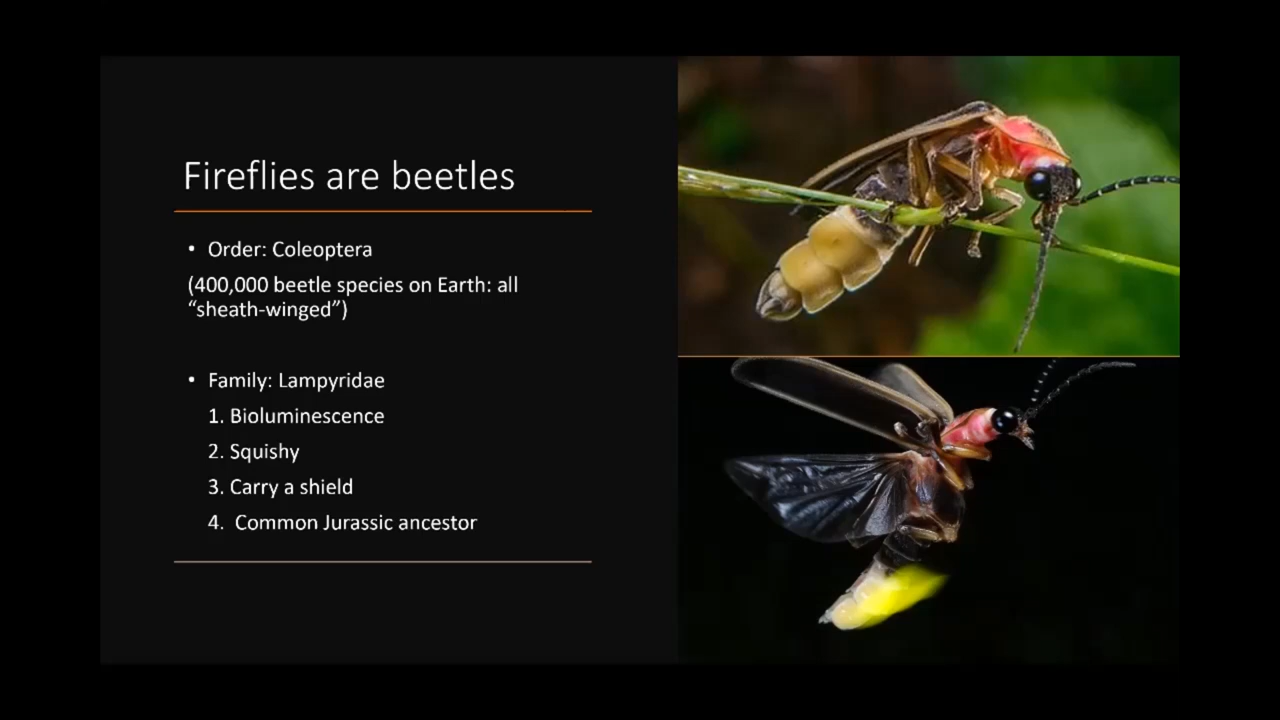 Fireflies are beetles
• Order: Coleoptera
(400,000 beetle species on Earth: all
“sheath-winged”)
• Family: Lampyridae
1. Bioluminescence
2. Squishy
3. Carry a shield
4. Common Jurassic ancestor